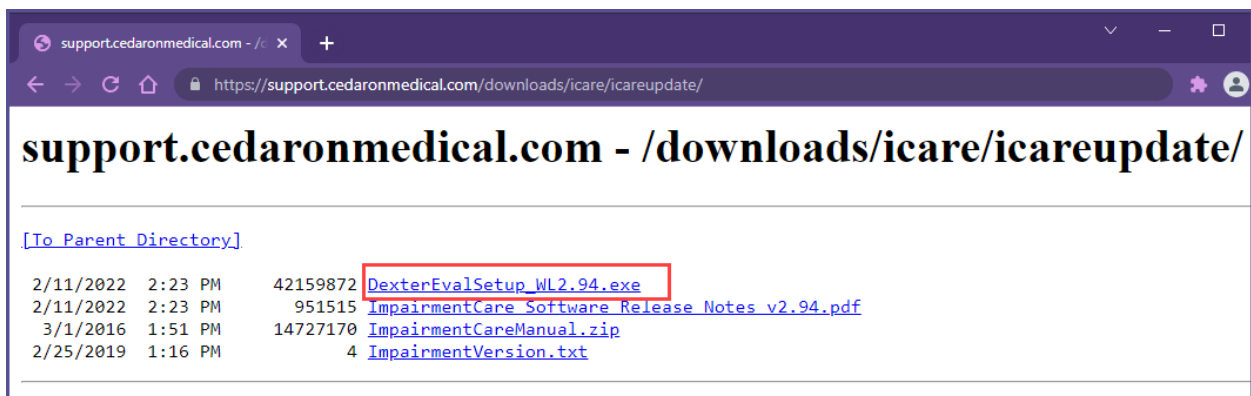 support.cedaronmedical.com - /d
https://support.cedaronmedical.com/downloads/icare/icareupdate/
support.cedaronmedical.com - /downloads/icare/icareupdate/
[To Parent Directory]
2/11/2022 2:23 PM 42159872 DexterEvalSetup_WL2.94.exe
2/11/2022 2:23 PM 951515 ImpairmentCare Software Release Notes v2.94.pdf
3/1/2016 1:51 PM 14727170 ImpairmentCareManual.zip
2/25/2019 1:16 PM 4 ImpairmentVersion.txt